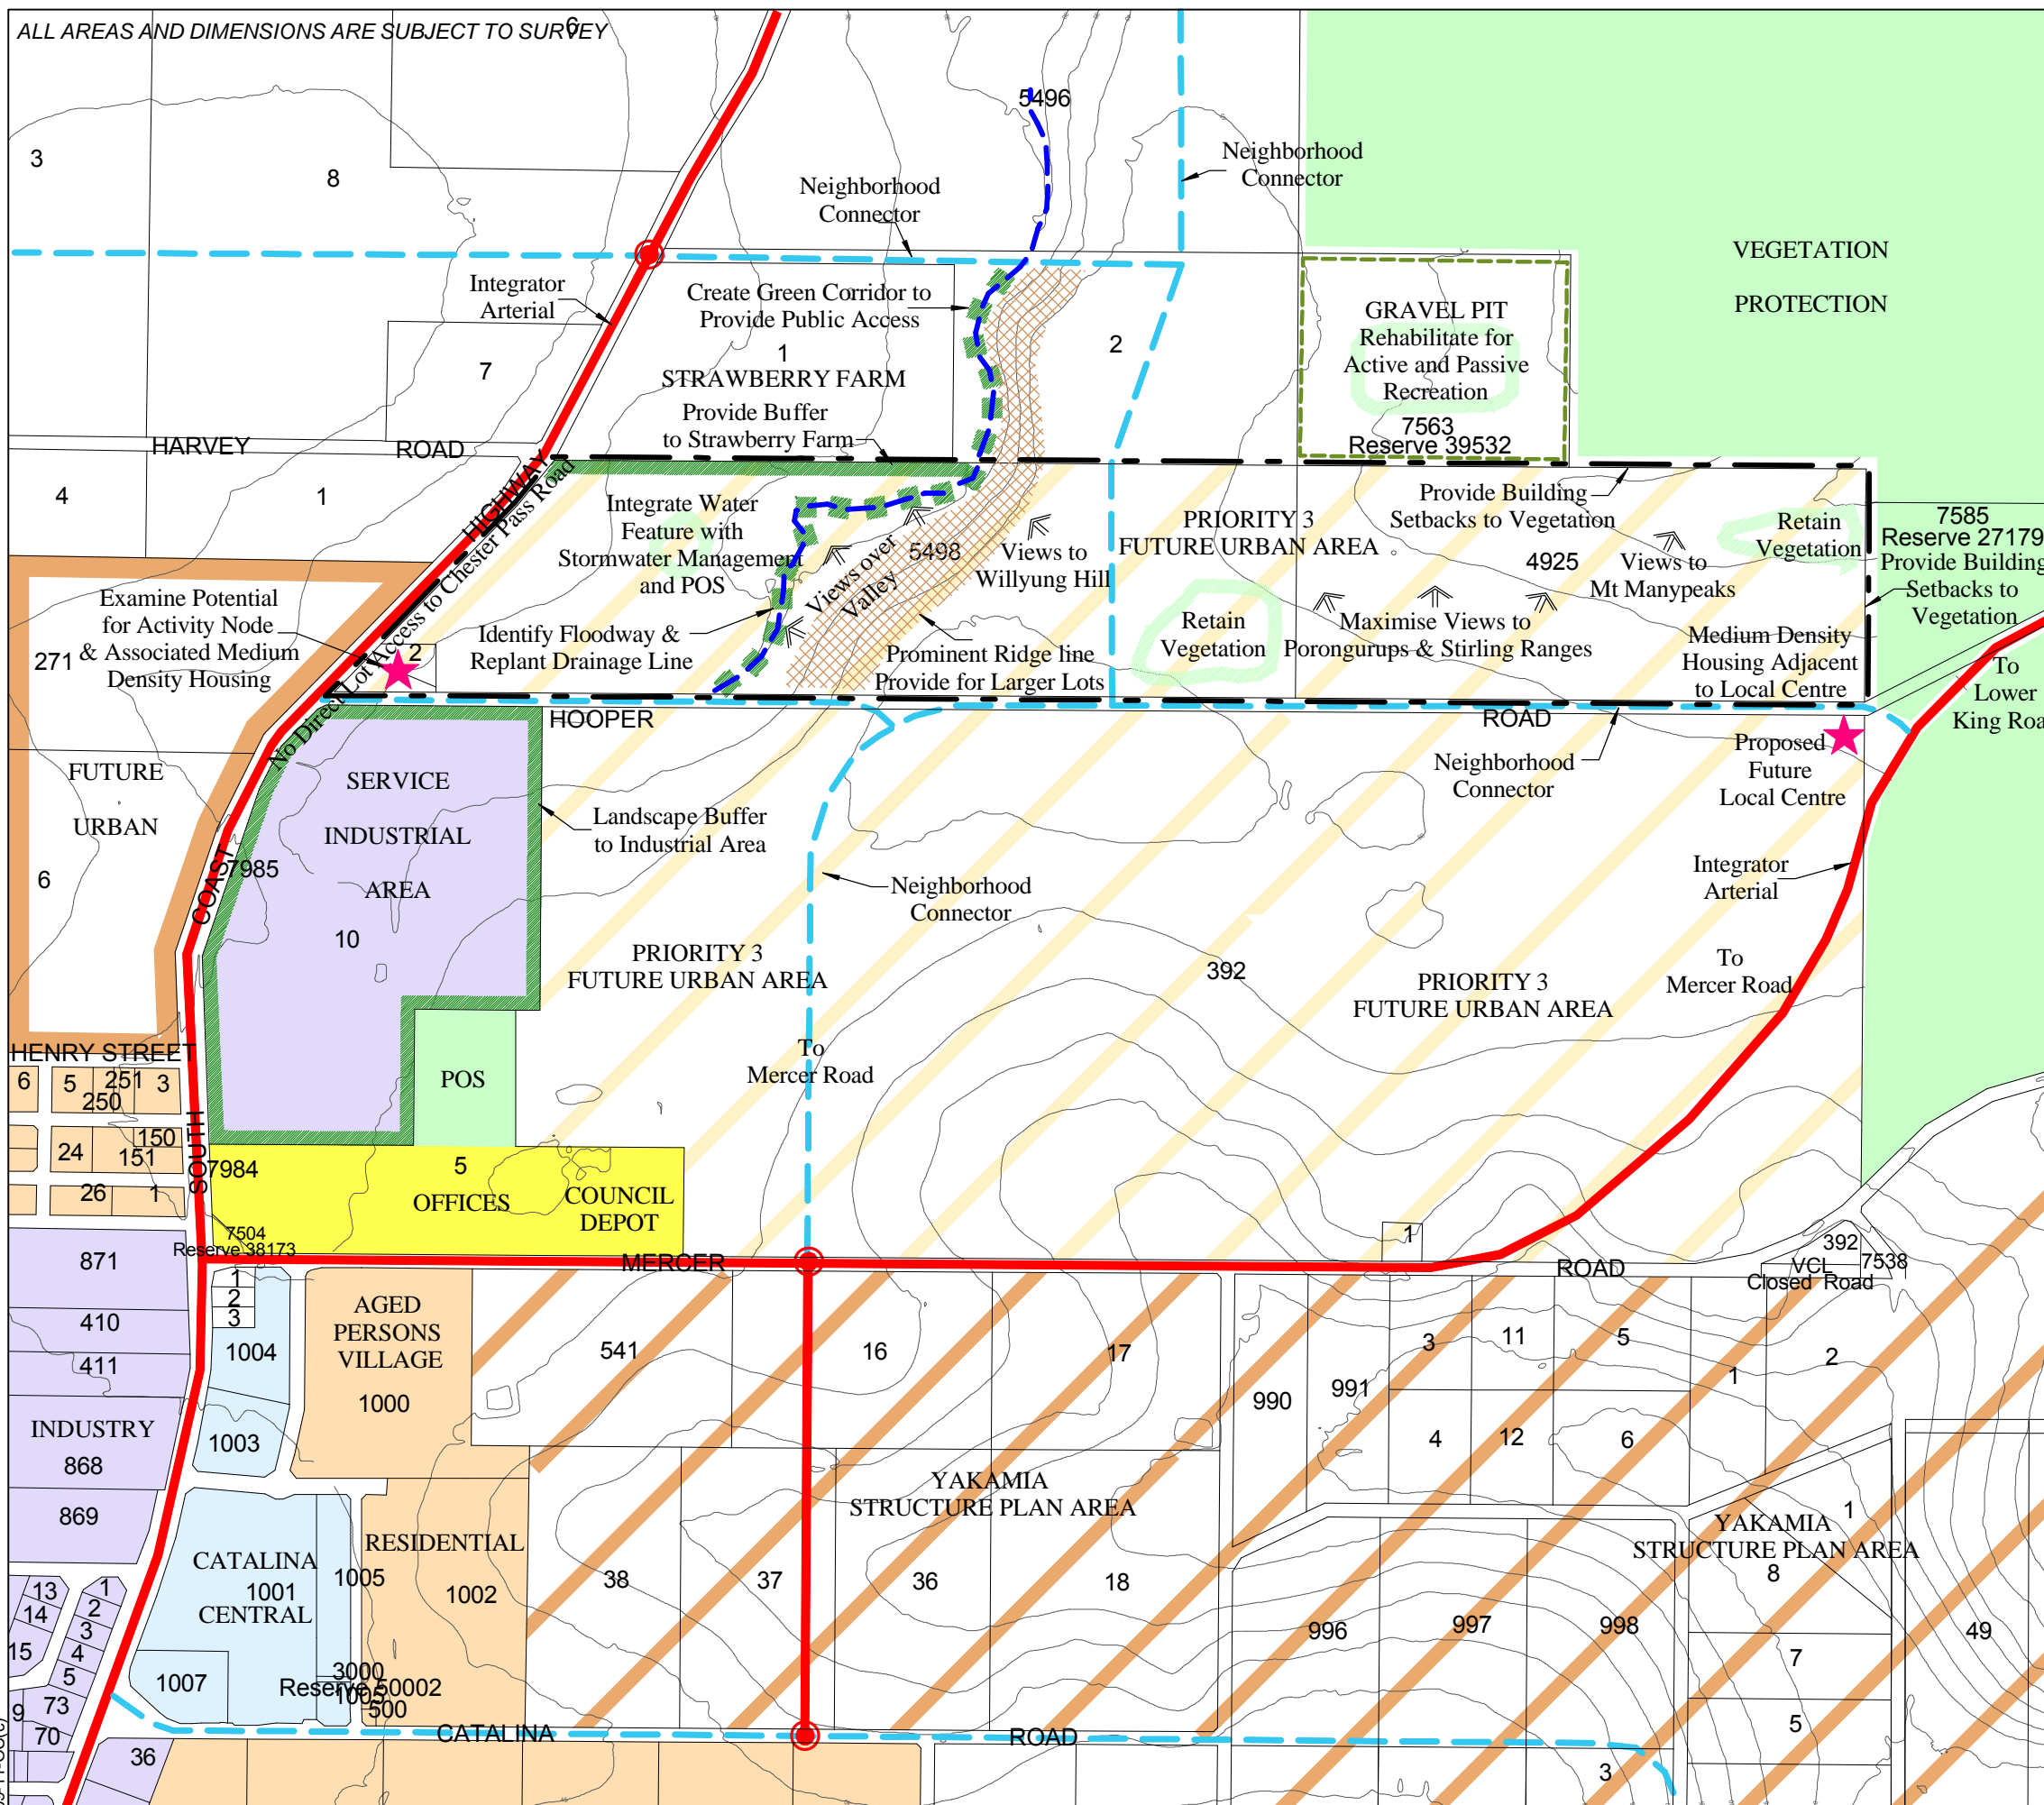 ALL AREAS AND DIMENSIONS ARE SUBJECT TO SURVEY
6
5496
3
8
Neighborhood
Connector
Neighborhood
Connector
VEGETATION
PROTECTION
Integrator
Arterial
Create Green Corridor to
Provide Public Access
1
STRAWBERRY FARM
Provide Buffer
to Strawberry Farm
2
7
GRAVEL PIT
Rehabilitate for
Active and Passive
Recreation
7563
Reserve 39532
HARVEY
ROAD
4
1
HIGHWAY
No Direct Lot Access to Chester Pass Road
Integrate Water
Feature with
Stormwater Management
and POS
Views over
Valley
5498
Views to
Willyung Hill
PRIORITY 3
FUTURE URBAN AREA
Provide Building
Setbacks to Vegetation
4925
Views to
Mt Manypeaks
Retain
Vegetation
7585
Reserve 27179
Provide Building
Setbacks to
Vegetation
Examine Potential
for Activity Node
& Associated Medium
Density Housing
271
2
Identify Floodway &
Replant Drainage Line
Prominent Ridge line
Provide for Larger Lots
Retain
Vegetation
Maximise Views to
Porongurups & Stirling Ranges
Medium Density
Housing Adjacent
to Local Centre
To
Lower
King Roa
HOOPER
ROAD
Neighborhood
Connector
Proposed
Future
Local Centre
FUTURE
URBAN
6
SERVICE
INDUSTRIAL
AREA
10
7985
COAST
Landscape Buffer
to Industrial Area
Neighborhood
Connector
Integrator
Arterial
PRIORITY 3
FUTURE URBAN AREA
392
PRIORITY 3
FUTURE URBAN AREA
To
Mercer Road
To
Mercer Road
HENRY STREET
6
5
251
3
250
POS
24
150
151
26
1
SOUTH
7984
5
OFFICES
COUNCIL
DEPOT
7504
Reserve 38173
MERCER
ROAD
1
392
VCL
7538
Closed Road
871
410
411
INDUSTRY
868
869
1
2
3
1004
1003
AGED
PERSONS
VILLAGE
1000
541
16
17
990
991
3
11
5
1
2
4
12
6
YAKAMIA
STRUCTURE PLAN AREA
YAKAMIA
STRUCTURE PLAN AREA
1
8
RESIDENTIAL
1002
CATALINA
1001
CENTRAL
1005
38
37
36
18
996
997
998
49
7
5
13
14
15
1
2
3
4
5
73
9
70
36
1007
3000
Reserve 50002
1005
500
CATALINA
ROAD
3